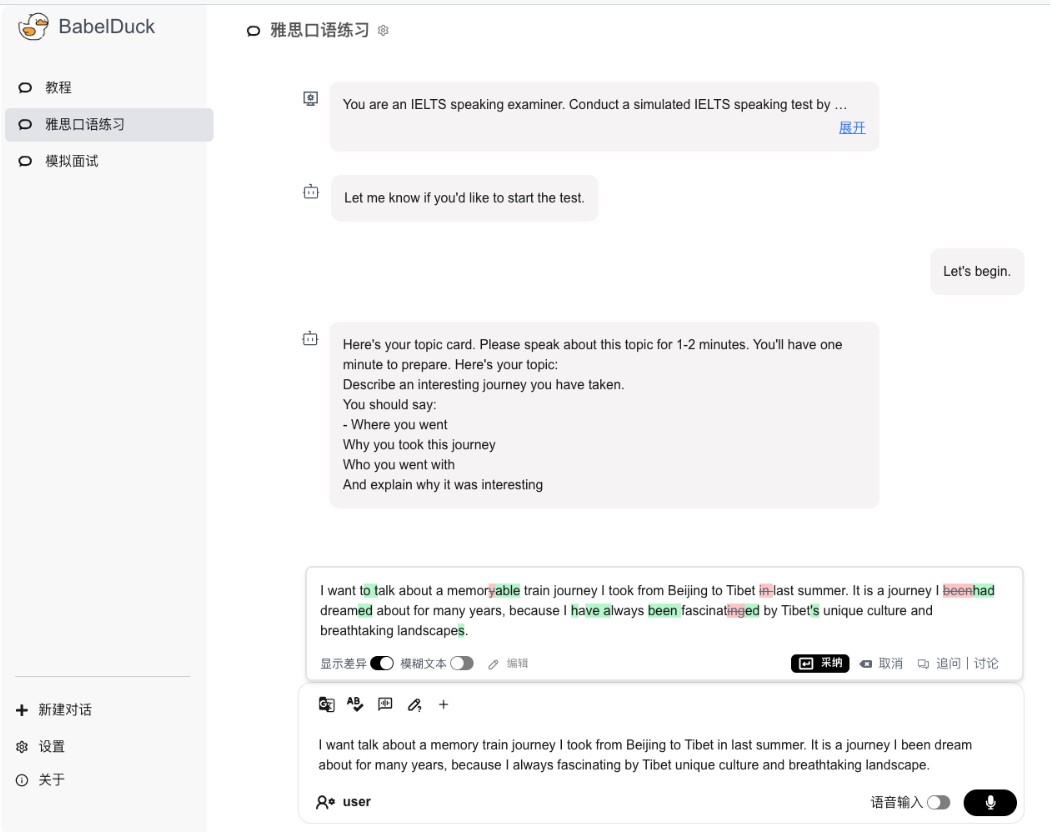 BabelDuck
教程
雅思口语练习
模拟面试
新建对话
设置
关于
雅思口语练习
You are an IELTS speaking examiner. Conduct a simulated IELTS speaking test by …
展开
Let me know if you'd like to start the test.
Let's begin.
Here's your topic card. Please speak about this topic for 1-2 minutes. You'll have one
minute to prepare. Here's your topic:
Describe an interesting journey you have taken.
You should say:
- Where you went
Why you took this journey
Who you went with
And explain why it was interesting
I want to talk about a memoryable train journey I took from Beijing to Tibet in last summer. It is a journey I beenhad
dreamed about for many years, because I have always been fascinatinged by Tibet's unique culture and
breathtaking landscapes.
显示差异 模糊文本 编辑 采纳 取消 追问 | 讨论
I want talk about a memory train journey I took from Beijing to Tibet in last summer. It is a journey I been dream
about for many years, because I always fascinating by Tibet unique culture and breathtaking landscape.
user 语音输入